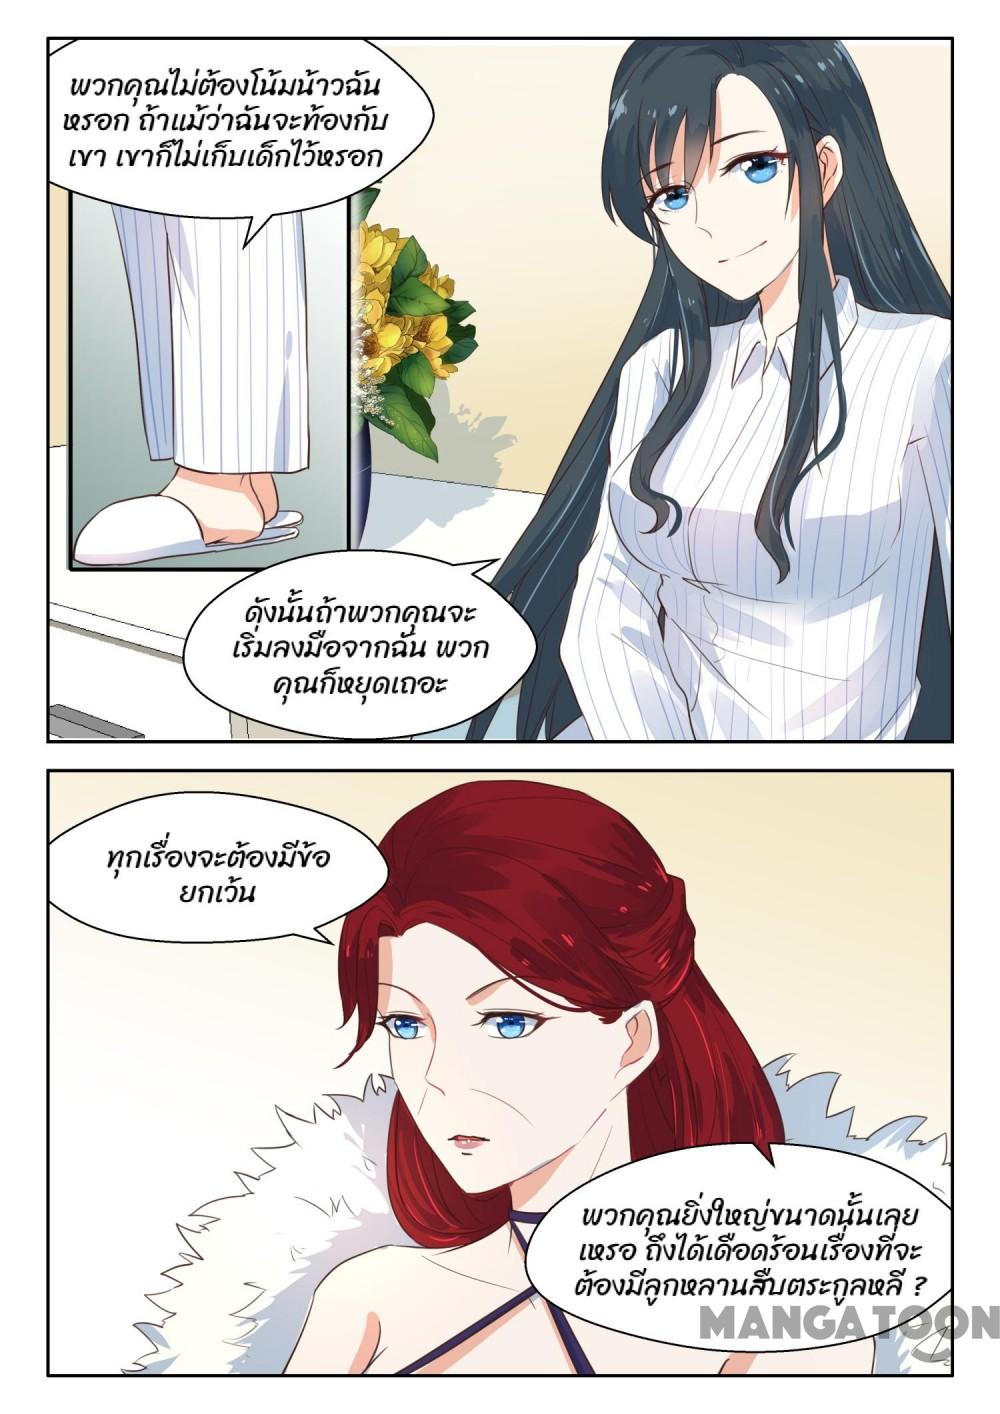 พวกคุณไม่ต้องโน้มน้าวฉัน
หรอก ถ้าแม้ว่าฉันจะท้องกับ
เขา เขาก็ไม่เก็บเด็กไว้หรอก
ดังนั้นถ้าพวกคุณจะ
เริ่มลงมือจากฉัน พวก
คุณก็หยุดเถอะ
ทุกเรื่องจะต้องมีข้อ
ยกเว้น
พวกคุณยิ่งใหญ่ขนาดนั้นเลย
เหรอ ถึงได้เดือดร้อนเรื่องที่จะ
ต้องมีลูกหลานสืบตระกูลหลี่ ?
MANGATOON